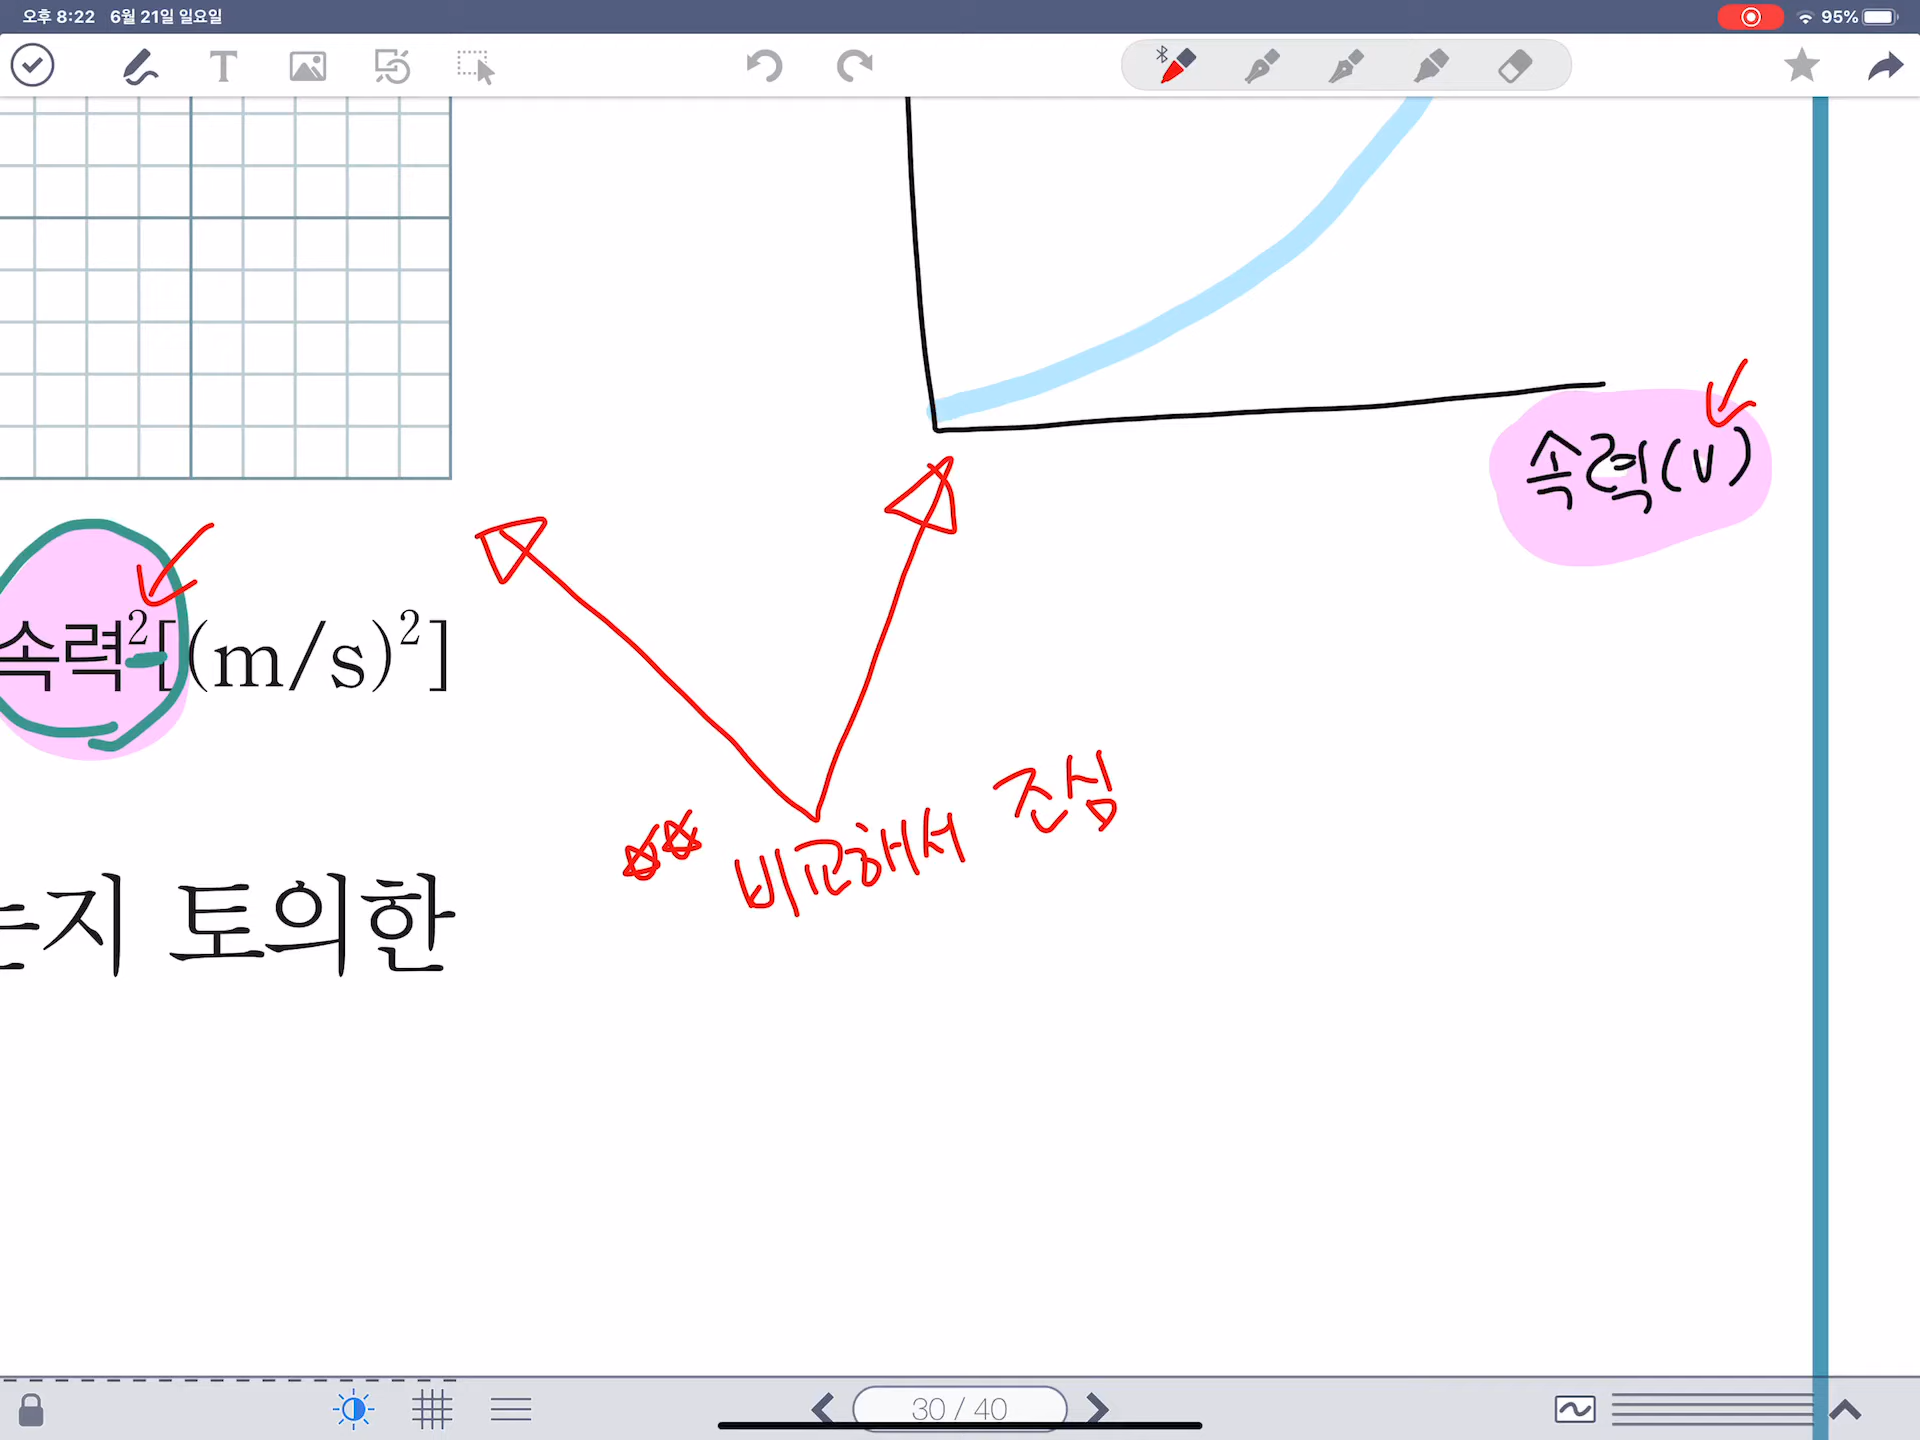 오후 8:22 6월 21일 일요일
95%
T
속력(v)
속력²[(m/s)²]
비교해서 조심
는지 토의한
30 / 40